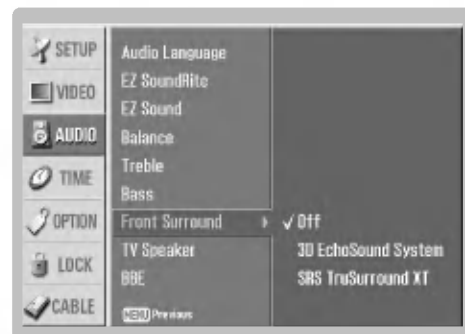 SETUP
VIDEO
AUDIO
TIME
OPTION
LOCK
CABLE
Audio Language
EZ SoundRite
EZ Sound
Balance
Treble
Bass
Front Surround
TV Speaker
BBE
MENU Previous
Off
3D EchoSound System
SRS TruSurround XT